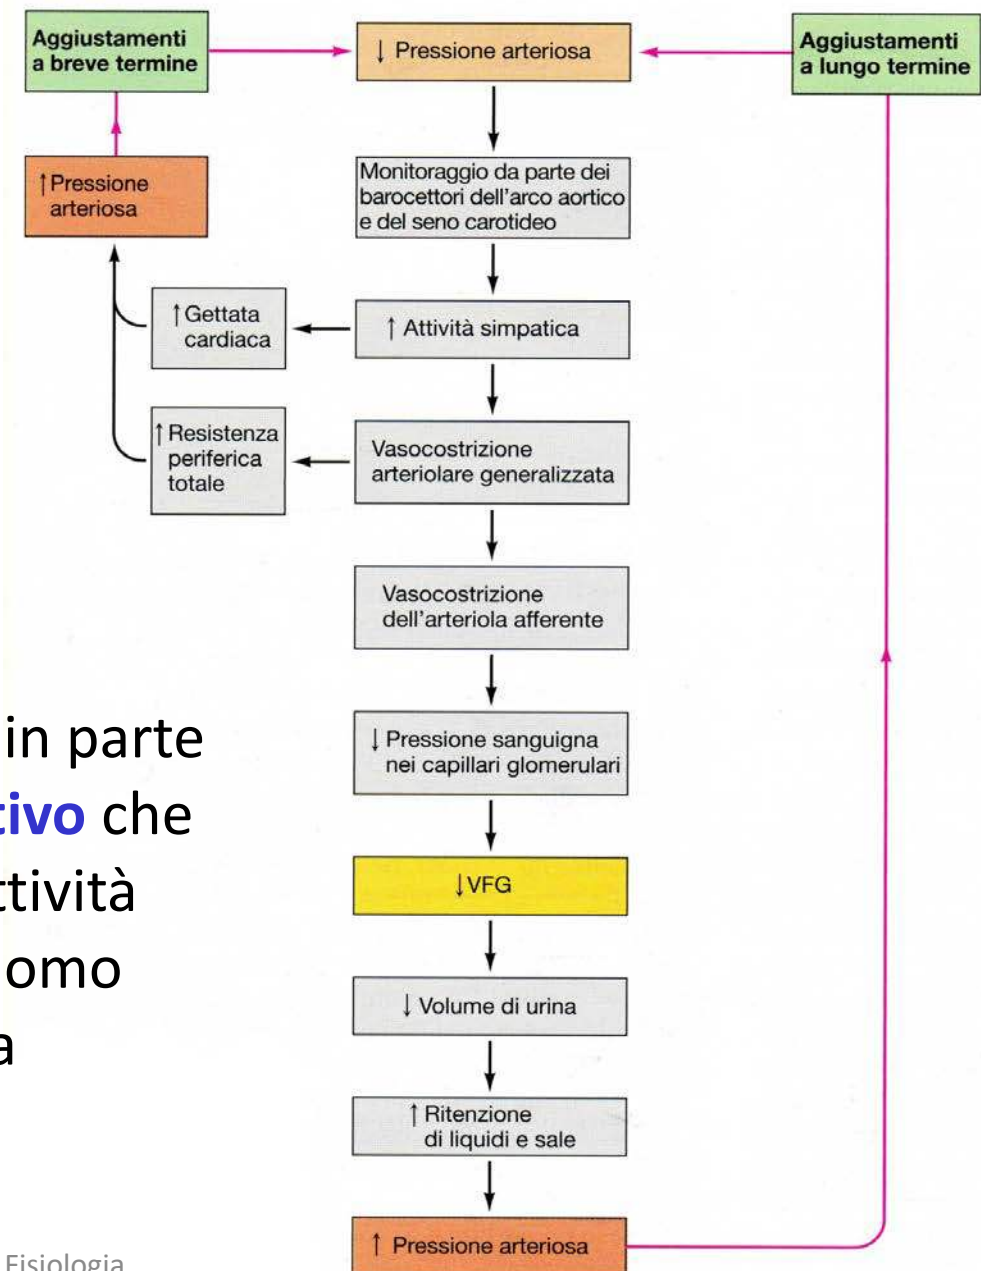 Aggiustamenti
a breve termine
↓ Pressione arteriosa
Aggiustamenti
a lungo termine
↑ Pressione
arteriosa
Monitoraggio da parte dei
barocettori dell'arco aortico
e del seno carotideo
↑ Gettata
cardiaca
↑ Attività simpatica
↑ Resistenza
periferica
totale
Vasocostrizione
arteriolare generalizzata
Vasocostrizione
dell'arteriola afferente
↓ Pressione sanguigna
nei capillari glomerulari
in parte
tivo che
ttività
omo
a
↓ VFG
↓ Volume di urina
↑ Ritenzione
di liquidi e sale
↑ Pressione arteriosa
Fisiologia